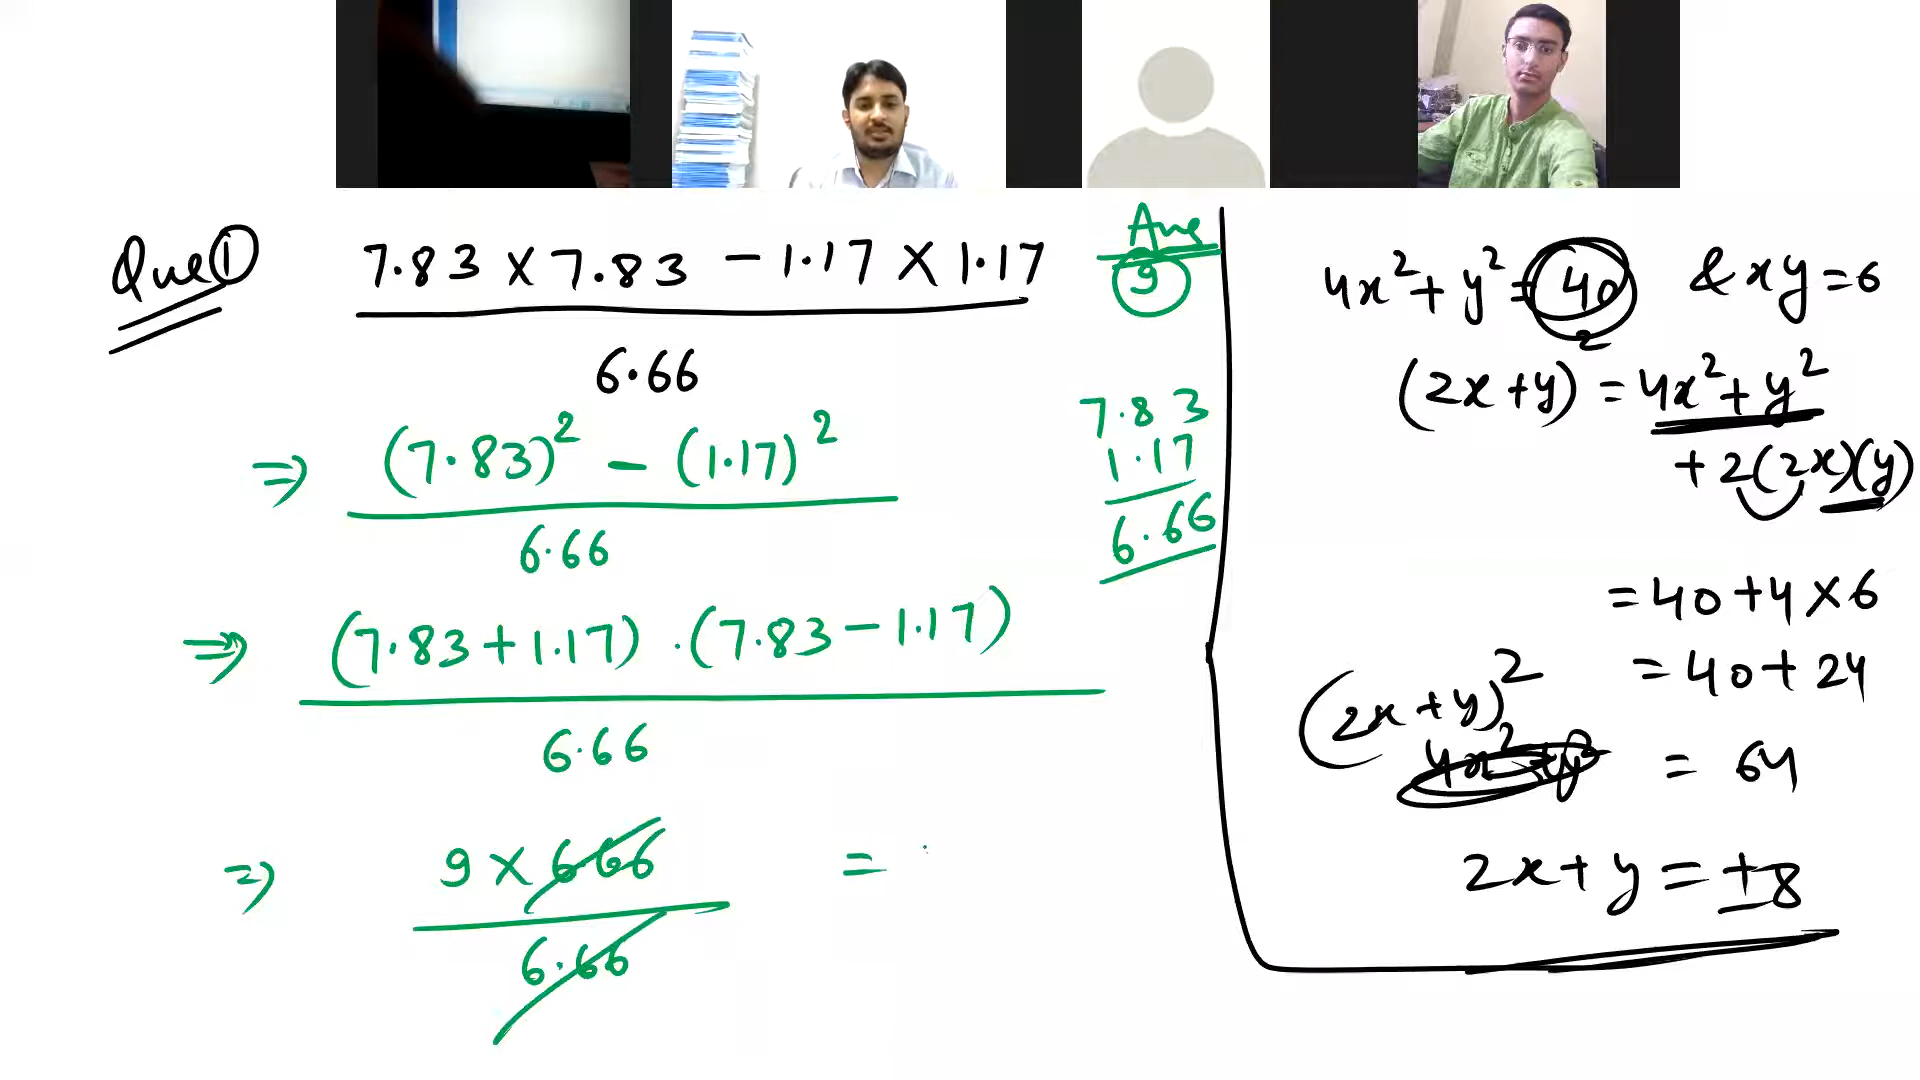 Que ①
7.83 × 7.83 – 1.17 × 1.17
6.66
⇒ (7.83)² – (1.17)²
6.66
⇒ (7.83 + 1.17) . (7.83 – 1.17)
6.66
⇒ 9 × 6.66 =
6.66
Ans
9
7.83
1.17
6.66
4x² + y² = 40 & xy = 6
(2x + y)² = 4x² + y²
+ 2(2x)(y)
= 40 + 4 × 6
= 40 + 24
(2x + y)²
= 64
2x + y = ± 8